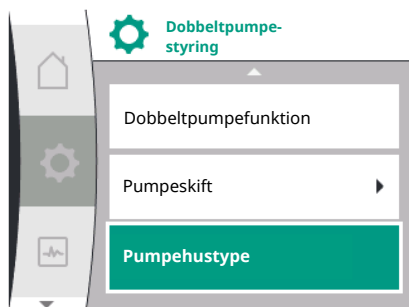 Dobbeltpumpe-
styring
Dobbeltpumpefunktion
Pumpeskift
Pumpehustype